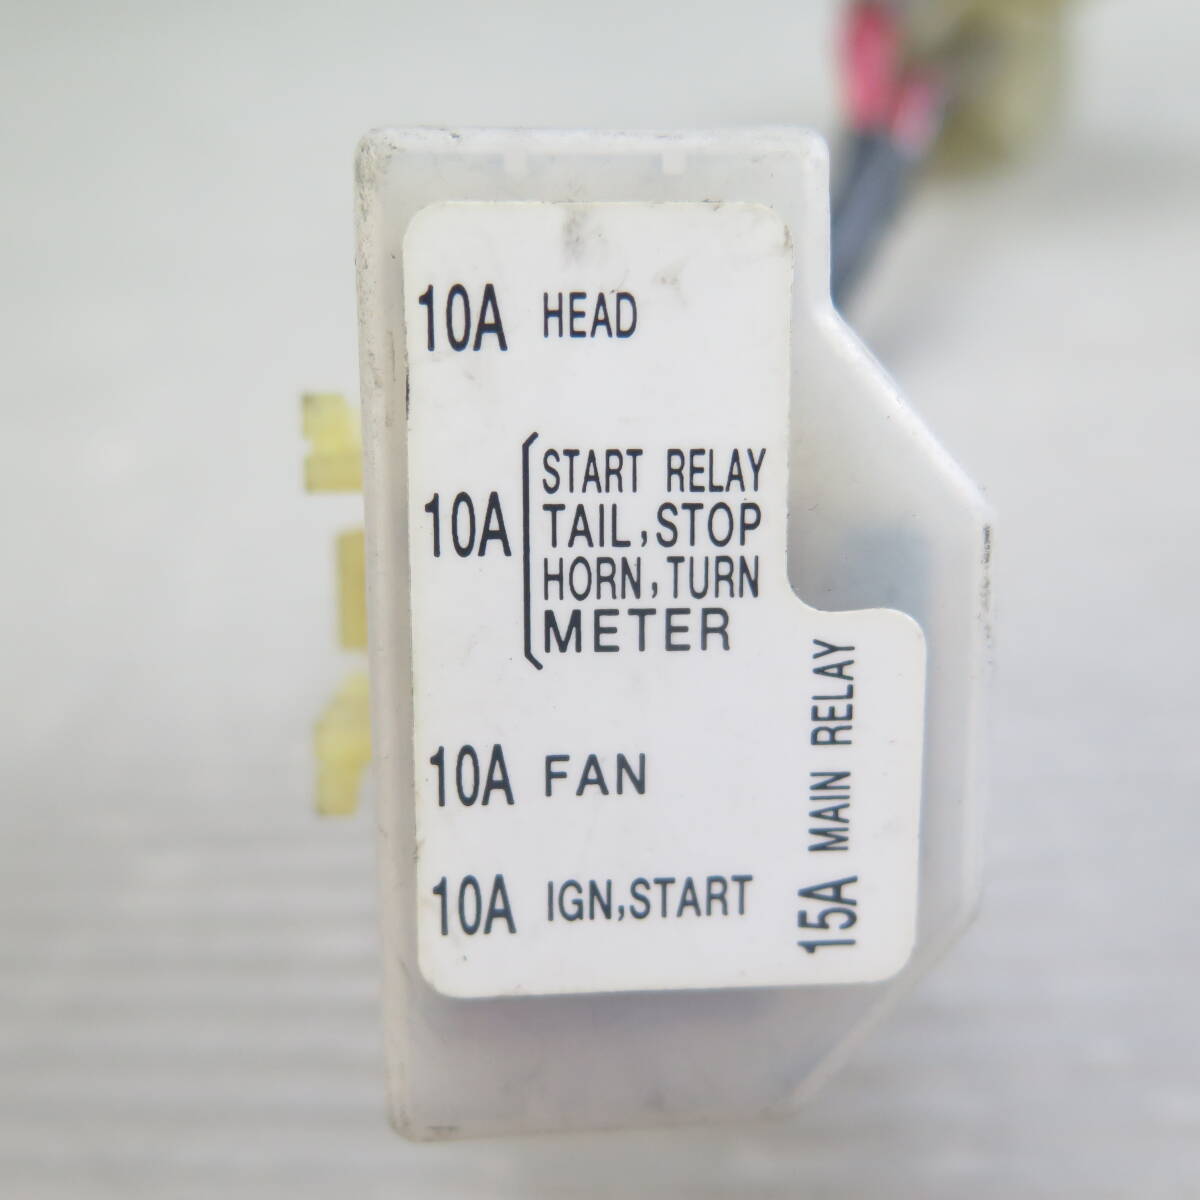 10A HEAD
START RELAY
10A TAIL,STOP
HORN,TURN
METER
10A FAN
10A IGN,START
15A MAIN RELAY